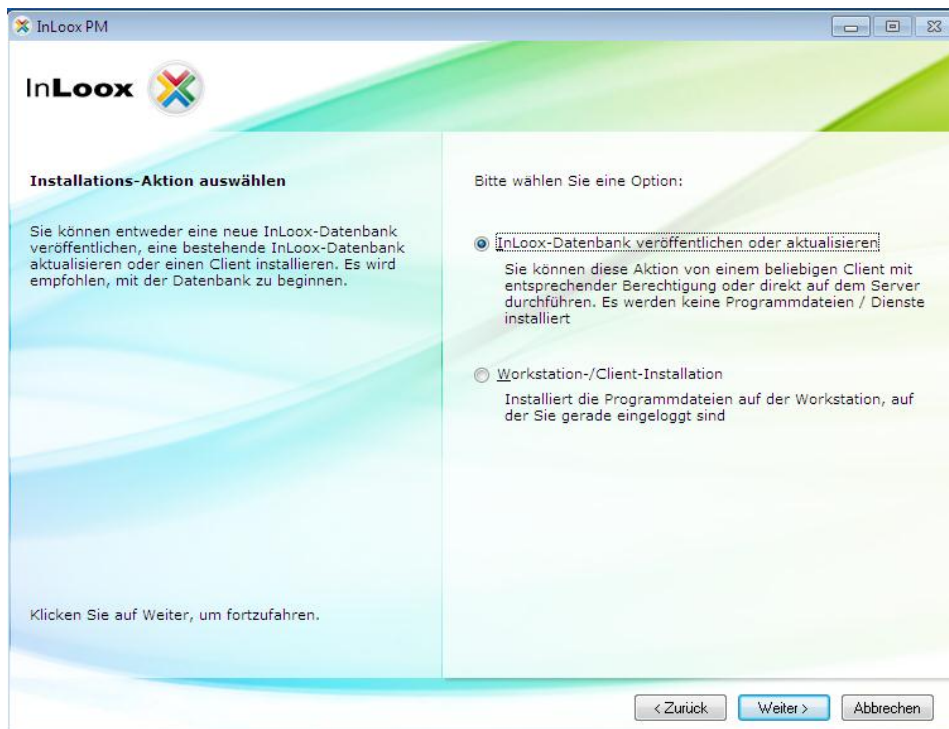 InLoox PM
InLoox
Installations-Aktion auswählen
Sie können entweder eine neue InLoox-Datenbank
veröffentlichen, eine bestehende InLoox-Datenbank
aktualisieren oder einen Client installieren. Es wird
empfohlen, mit der Datenbank zu beginnen.
Klicken Sie auf Weiter, um fortzufahren.
Bitte wählen Sie eine Option:
InLoox-Datenbank veröffentlichen oder aktualisieren
Sie können diese Aktion von einem beliebigen Client mit
entsprechender Berechtigung oder direkt auf dem Server
durchführen. Es werden keine Programmdateien / Dienste
installiert
Workstation-/Client-Installation
Installiert die Programmdateien auf der Workstation, auf
der Sie gerade eingeloggt sind
< Zurück
Weiter >
Abbrechen